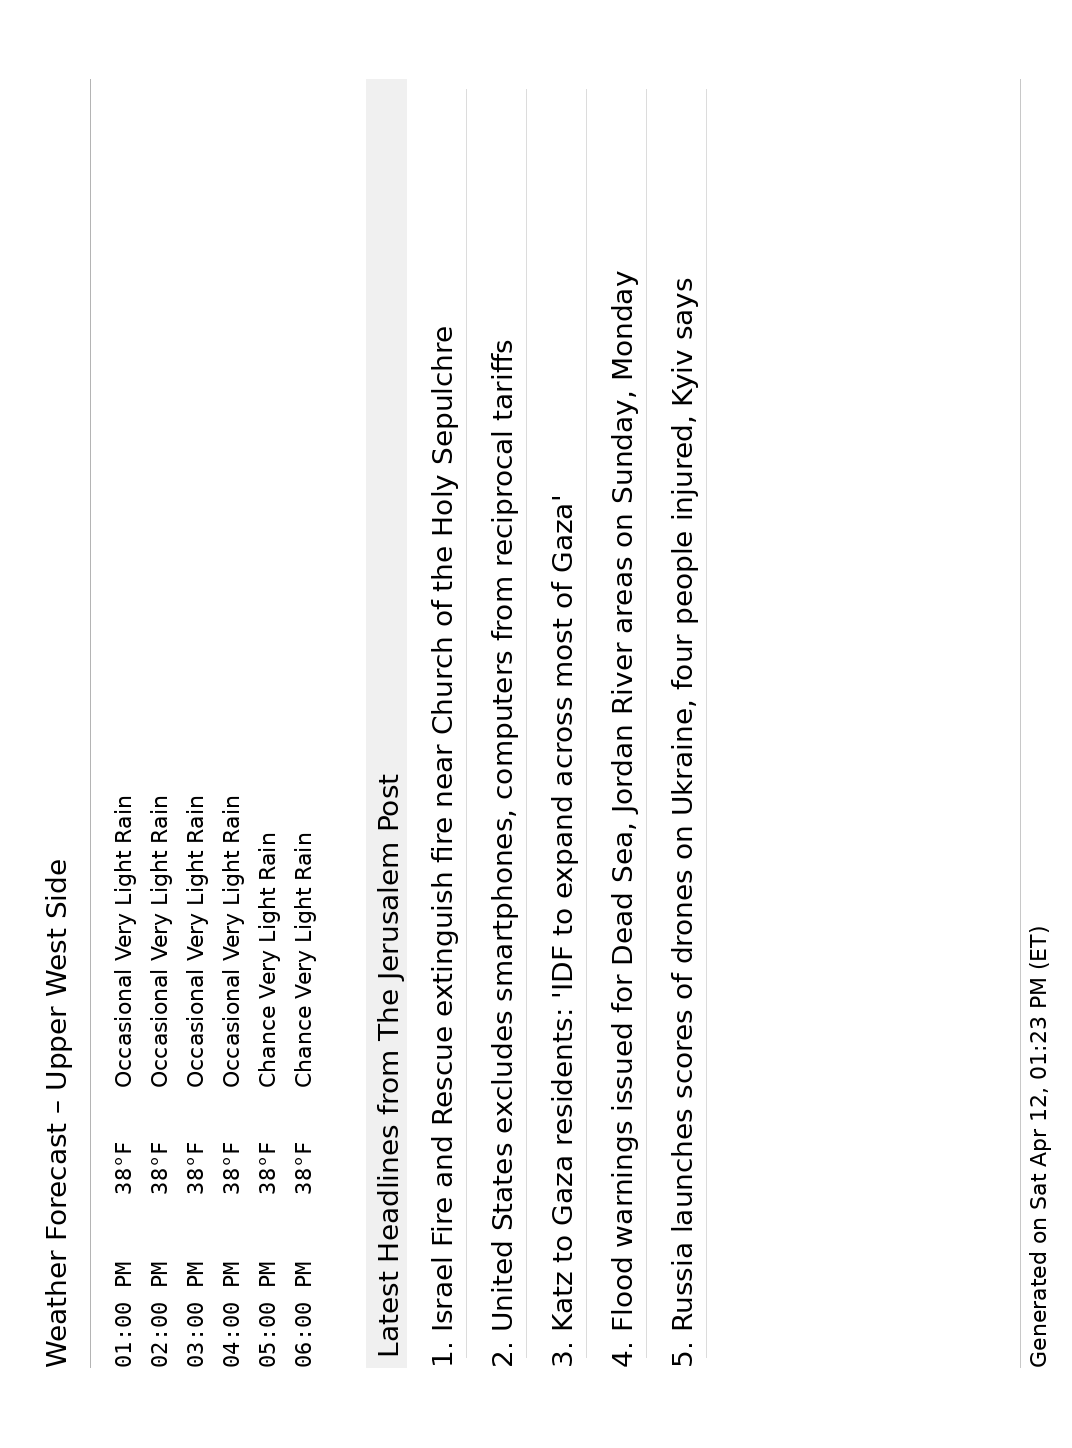 Weather Forecast – Upper West Side
01:00 PM 38°F Occasional Very Light Rain
02:00 PM 38°F Occasional Very Light Rain
03:00 PM 38°F Occasional Very Light Rain
04:00 PM 38°F Occasional Very Light Rain
05:00 PM 38°F Chance Very Light Rain
06:00 PM 38°F Chance Very Light Rain
Latest Headlines from The Jerusalem Post
1. Israel Fire and Rescue extinguish fire near Church of the Holy Sepulchre
2. United States excludes smartphones, computers from reciprocal tariffs
3. Katz to Gaza residents: 'IDF to expand across most of Gaza'
4. Flood warnings issued for Dead Sea, Jordan River areas on Sunday, Monday
5. Russia launches scores of drones on Ukraine, four people injured, Kyiv says
Generated on Sat Apr 12, 01:23 PM (ET)